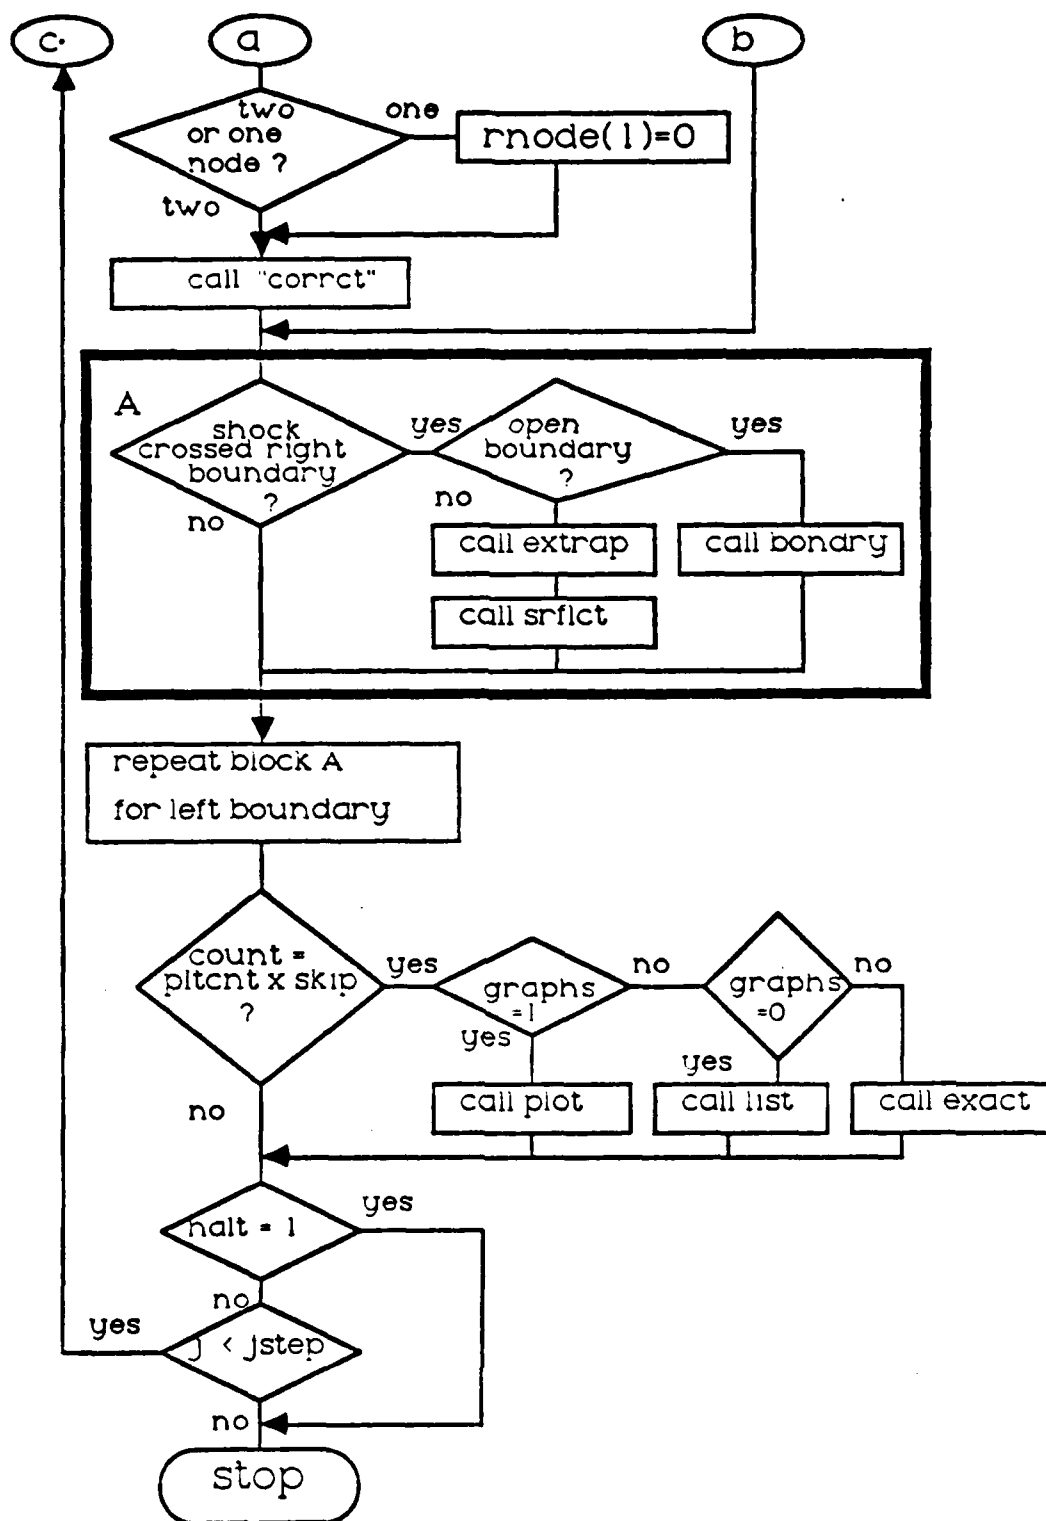 c.
a
b
two
or one
node ?
one
rnode(1)=0
two
call "corrct"
A
shock
crossed right
boundary
?
yes
open
boundary
?
yes
no
no
call extrap
call bondry
call srflct
repeat block A
for left boundary
count =
pltcnt x skip
?
yes
graphs
=1
no
graphs
=0
no
yes
yes
no
call plot
call list
call exact
halt = 1
yes
no
yes
j < jstep
no
stop